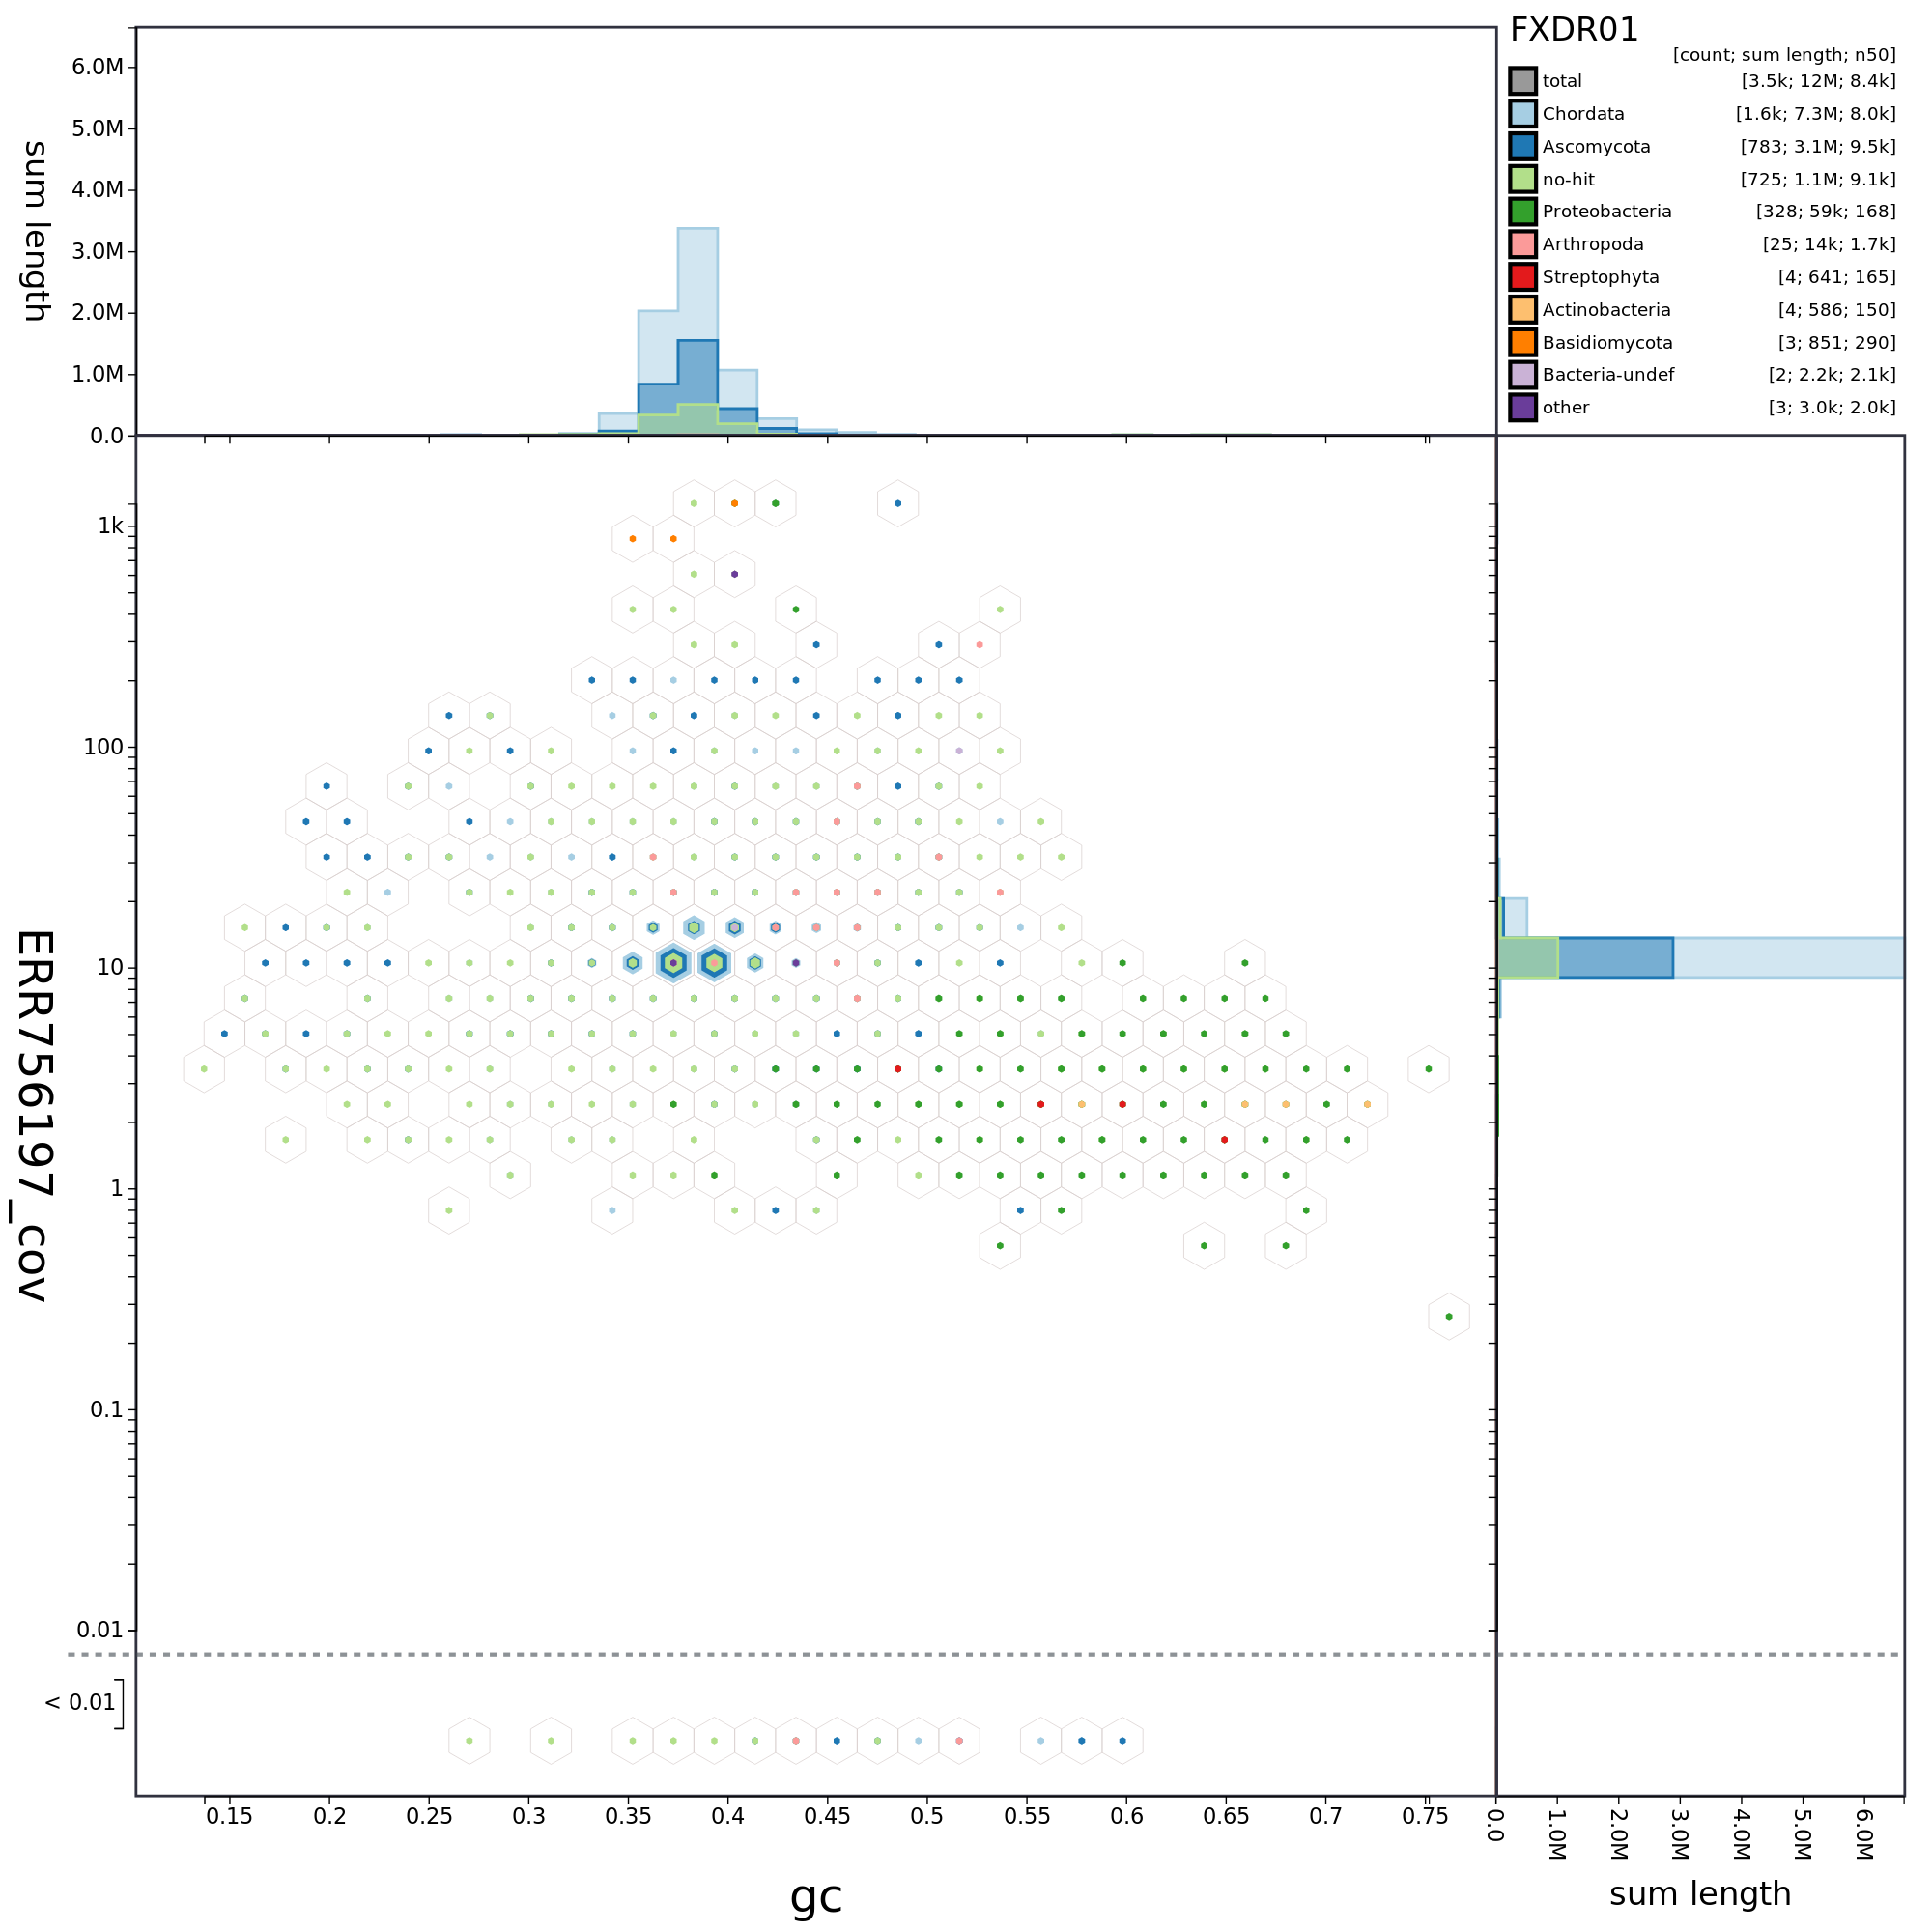 FXDR01
[count; sum length; n50]
total [3.5k; 12M; 8.4k]
Chordata [1.6k; 7.3M; 8.0k]
Ascomycota [783; 3.1M; 9.5k]
no-hit [725; 1.1M; 9.1k]
Proteobacteria [328; 59k; 168]
Arthropoda [25; 14k; 1.7k]
Streptophyta [4; 641; 165]
Actinobacteria [4; 586; 150]
Basidiomycota [3; 851; 290]
Bacteria-undef [2; 2.2k; 2.1k]
other [3; 3.0k; 2.0k]
sum length
6.0M
5.0M
4.0M
3.0M
2.0M
1.0M
0.0
ERR756197_cov
1k
100
10
1
0.1
0.01
< 0.01
0.15 0.2 0.25 0.3 0.35 0.4 0.45 0.5 0.55 0.6 0.65 0.7 0.75
gc
0.0 1.0M 2.0M 3.0M 4.0M 5.0M 6.0M
sum length